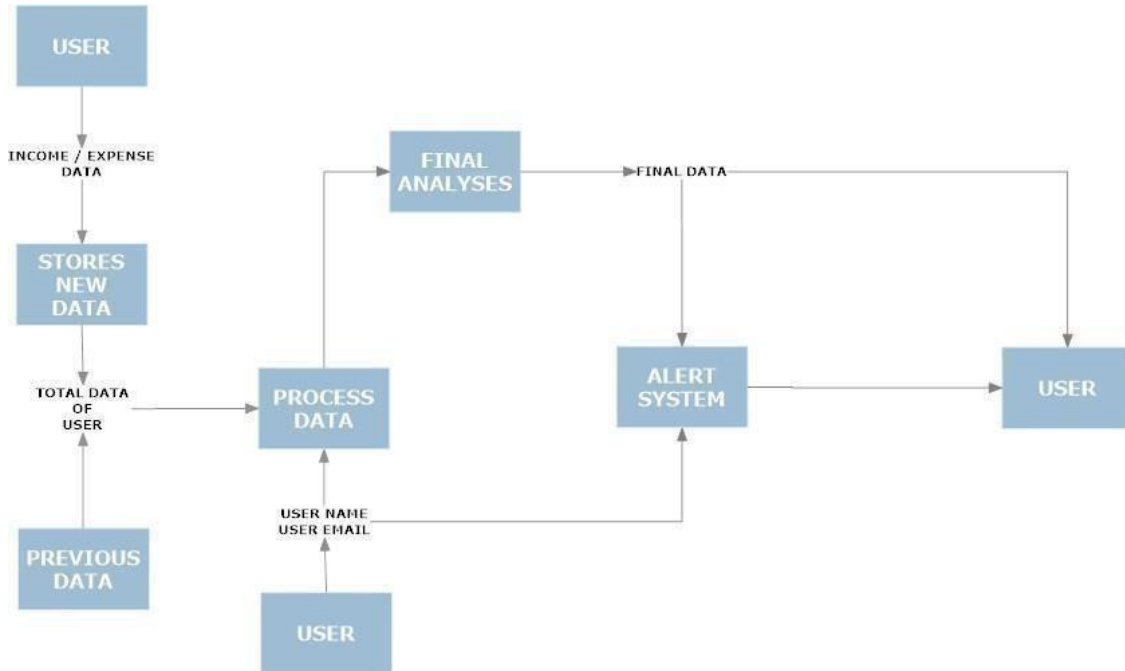 USER
INCOME / EXPENSE
DATA
STORES
NEW
DATA
TOTAL DATA
OF
USER
PREVIOUS
DATA
PROCESS
DATA
USER NAME
USER EMAIL
USER
FINAL
ANALYSES
FINAL DATA
ALERT
SYSTEM
USER